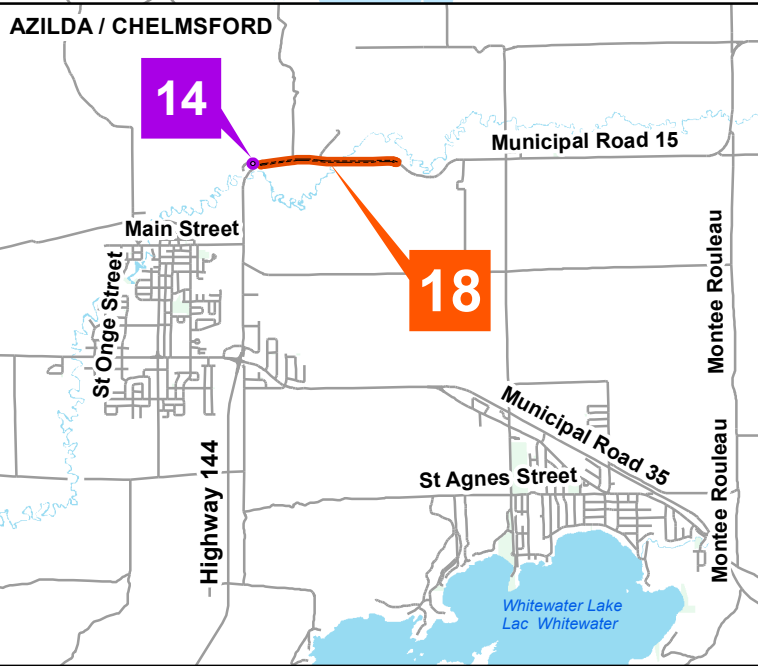 AZILDA / CHELMSFORD
14
Municipal Road 15
Main Street
18
St Onge Street
Montee Rouleau
Municipal Road 35
Highway 144
St Agnes Street
Montee Rouleau
Whitewater Lake
Lac Whitewater